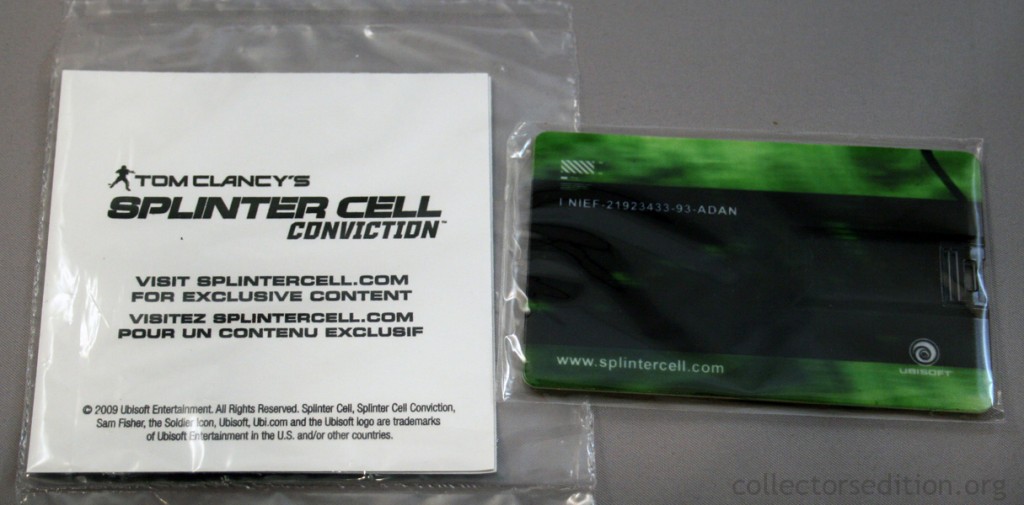 TOM CLANCY'S
SPLINTER CELL
CONVICTION™
VISIT SPLINTERCELL.COM
FOR EXCLUSIVE CONTENT
VISITEZ SPLINTERCELL.COM
POUR UN CONTENU EXCLUSIF
© 2009 Ubisoft Entertainment. All Rights Reserved. Splinter Cell, Splinter Cell Conviction,
Sam Fisher, the Soldier Icon, Ubisoft, Ubi.com and the Ubisoft logo are trademarks
of Ubisoft Entertainment in the U.S. and/or other countries.
I NIEF-21923433-93-ADAN
www.splintercell.com
UBISOFT
collectorsedition.org